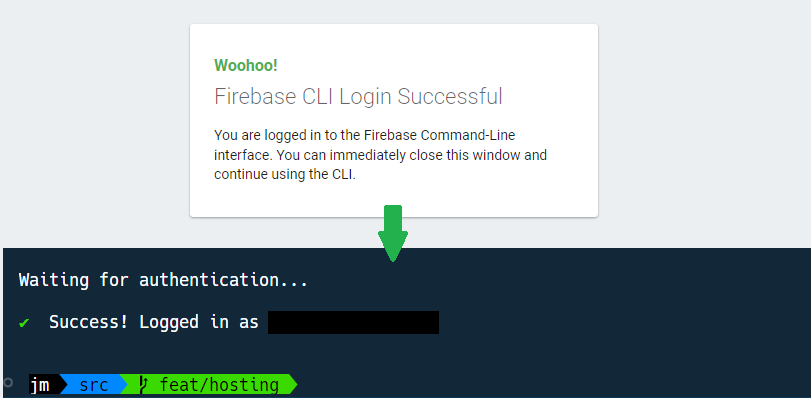 Woohoo!
Firebase CLI Login Successful
You are logged in to the Firebase Command-Line
interface. You can immediately close this window and
continue using the CLI.
Waiting for authentication...
✔ Success! Logged in as
jm src feat/hosting